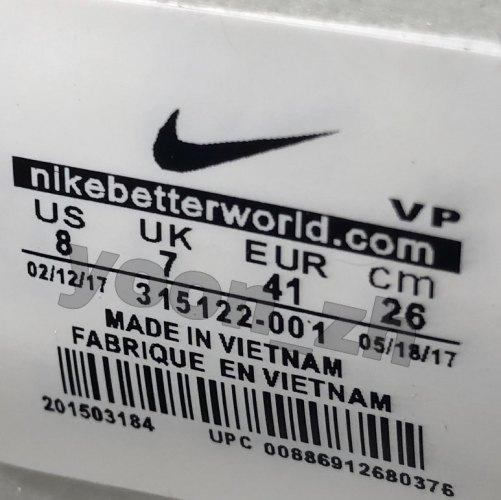 VP
nikebetterworld.com
US UK EUR cm
8 7 41 26
02/12/17 315122-001 05/18/17
MADE IN VIETNAM
FABRIQUE EN VIETNAM
201503184 UPC 00886912680376